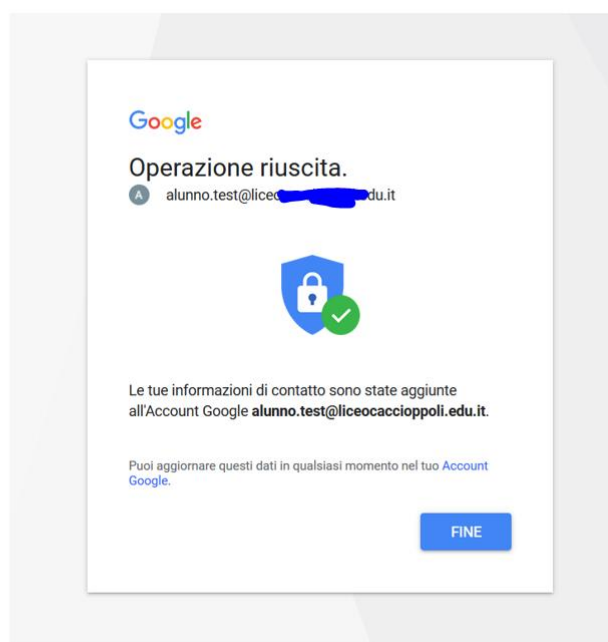 Google
Operazione riuscita.
A alunno.test@lice du.it
Le tue informazioni di contatto sono state aggiunte
all'Account Google alunno.test@liceocaccioppoli.edu.it.
Puoi aggiornare questi dati in qualsiasi momento nel tuo Account
Google.
FINE